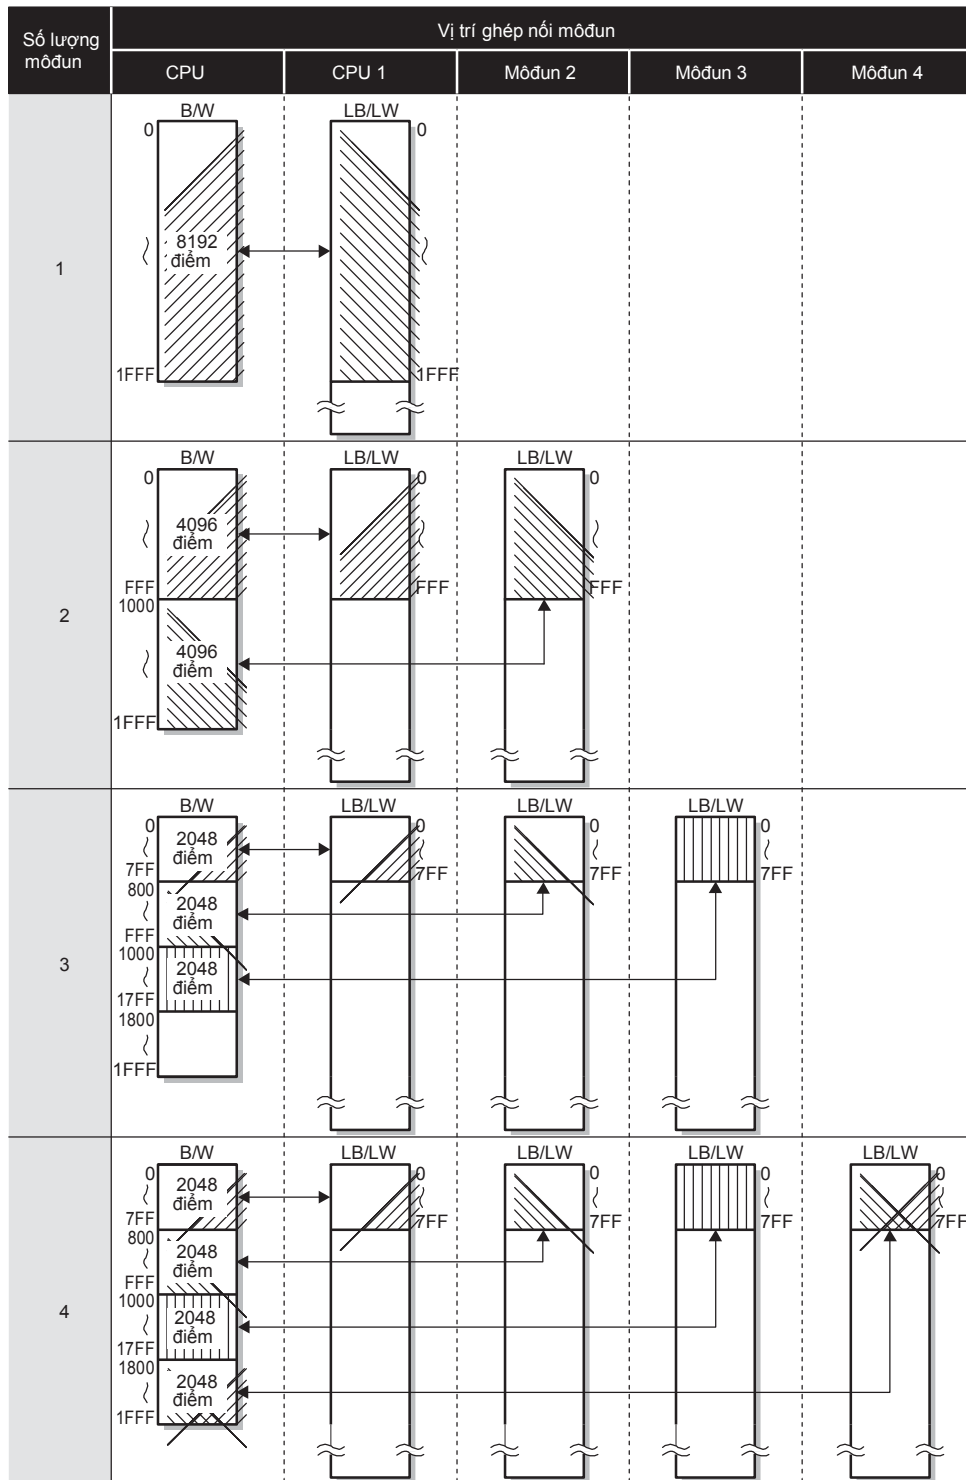 Số lượng môđun
Vị trí ghép nối môđun
CPU
CPU 1
Môđun 2
Môđun 3
Môđun 4
1
B/W
LB/LW
0
0
8192
điểm
1FFF
1FFF
2
B/W
LB/LW
LB/LW
0
0
0
4096
điểm
FFF
FFF
FFF
1000
4096
điểm
1FFF
3
B/W
LB/LW
LB/LW
LB/LW
0
0
0
0
2048
điểm
7FF
7FF
7FF
7FF
800
2048
điểm
FFF
1000
2048
điểm
17FF
1800
1FFF
4
B/W
LB/LW
LB/LW
LB/LW
LB/LW
0
0
0
0
0
2048
điểm
7FF
7FF
7FF
7FF
7FF
800
2048
điểm
FFF
1000
2048
điểm
17FF
1800
2048
điểm
1FFF